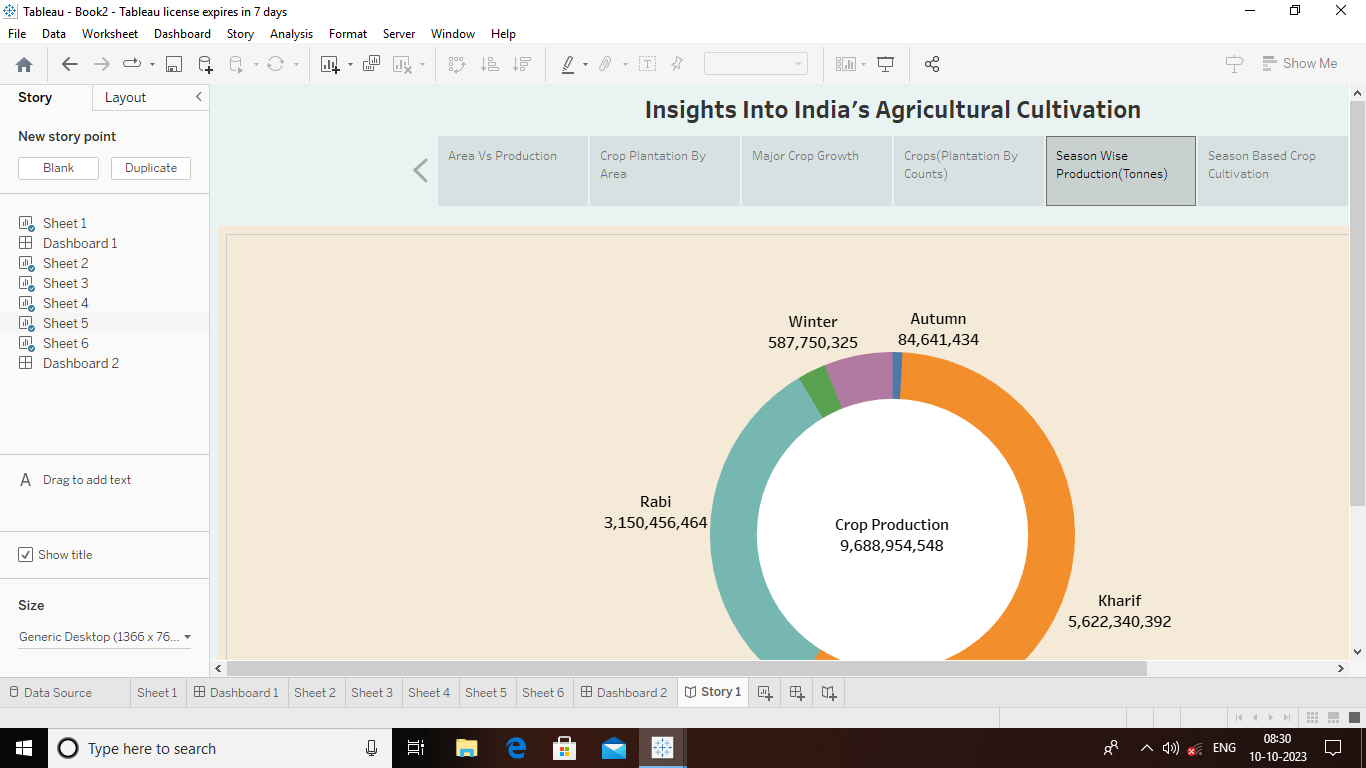 Tableau - Book2 - Tableau license expires in 7 days
File Data Worksheet Dashboard Story Analysis Format Server Window Help
Show Me
Story Layout
New story point
Blank Duplicate
Sheet 1
Dashboard 1
Sheet 2
Sheet 3
Sheet 4
Sheet 5
Sheet 6
Dashboard 2
A Drag to add text
Show title
Size
Generic Desktop (1366 x 76...
Insights Into India's Agricultural Cultivation
Area Vs Production
Crop Plantation By
Area
Major Crop Growth
Crops(Plantation By
Counts)
Season Wise
Production(Tonnes)
Season Based Crop
Cultivation
Winter
587,750,325
Autumn
84,641,434
Rabi
3,150,456,464
Crop Production
9,688,954,548
Kharif
5,622,340,392
Data Source Sheet 1 Dashboard 1 Sheet 2 Sheet 3 Sheet 4 Sheet 5 Sheet 6 Dashboard 2 Story 1
Type here to search
ENG
08:30
10-10-2023